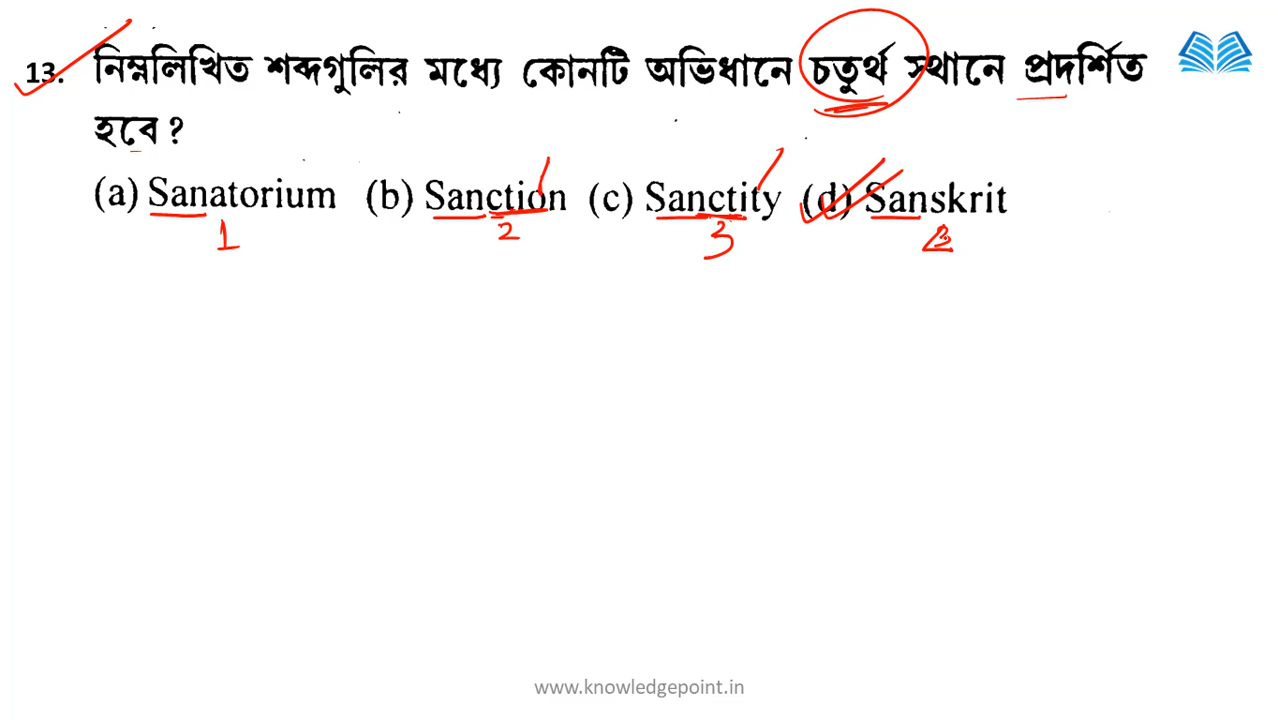 13. নিম্নলিখিত শব্দগুলির মধ্যে কোনটি অভিধানে চতুর্থ স্থানে প্রদর্শিত
হবে?
(a) Sanatorium (b) Sanction (c) Sanctity (d) Sanskrit
1 2 3
www.knowledgepoint.in